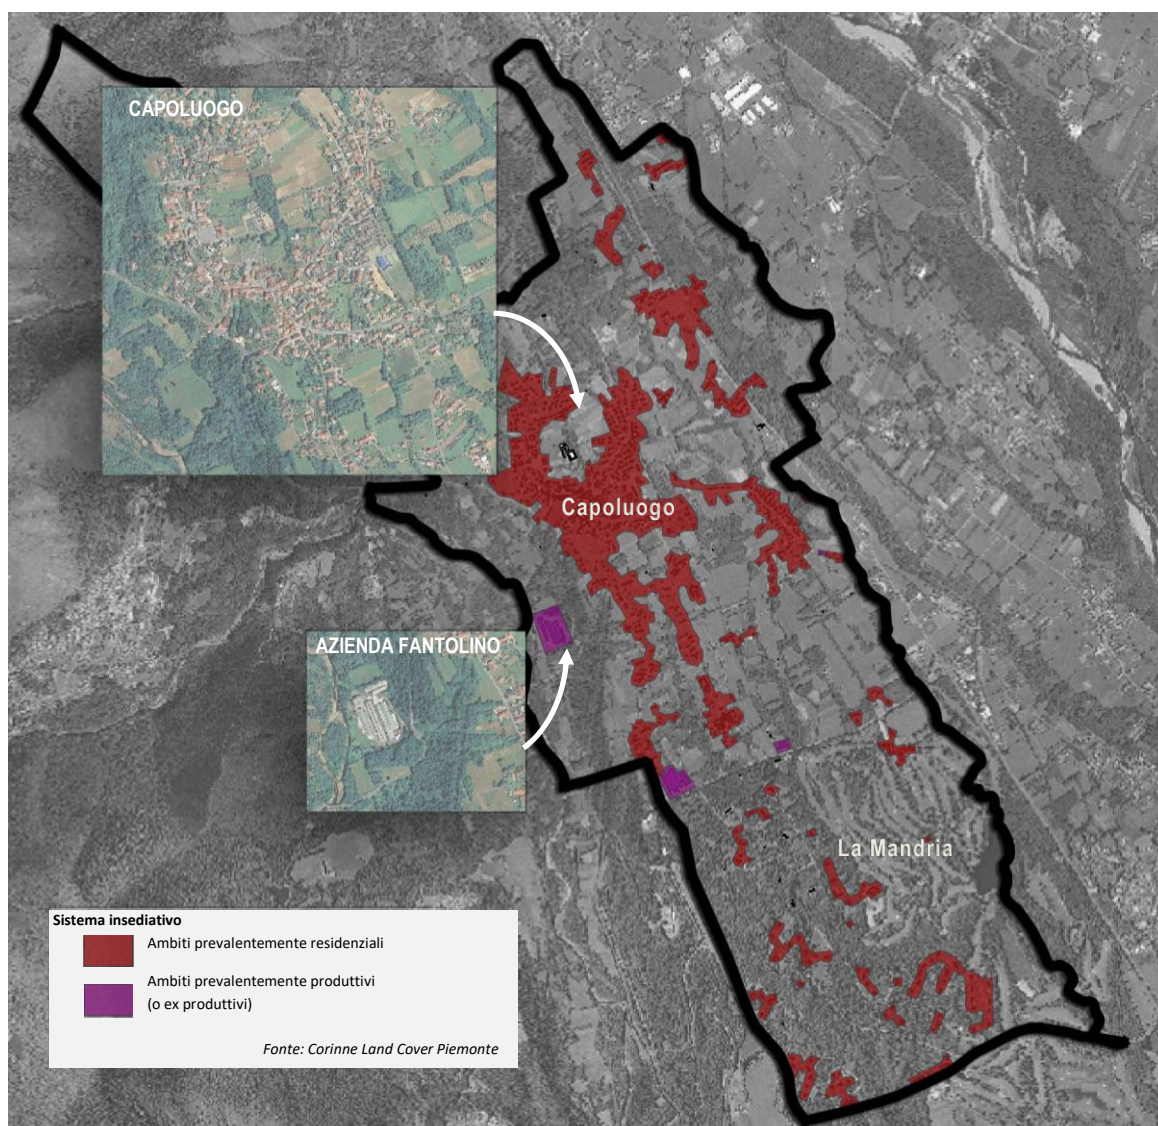 CAPOLUOGO
Capoluogo
AZIENDA FANTOLINO
La Mandria
Sistema insediativo
Ambiti prevalentemente residenziali
Ambiti prevalentemente produttivi
(o ex produttivi)
Fonte: Corinne Land Cover Piemonte